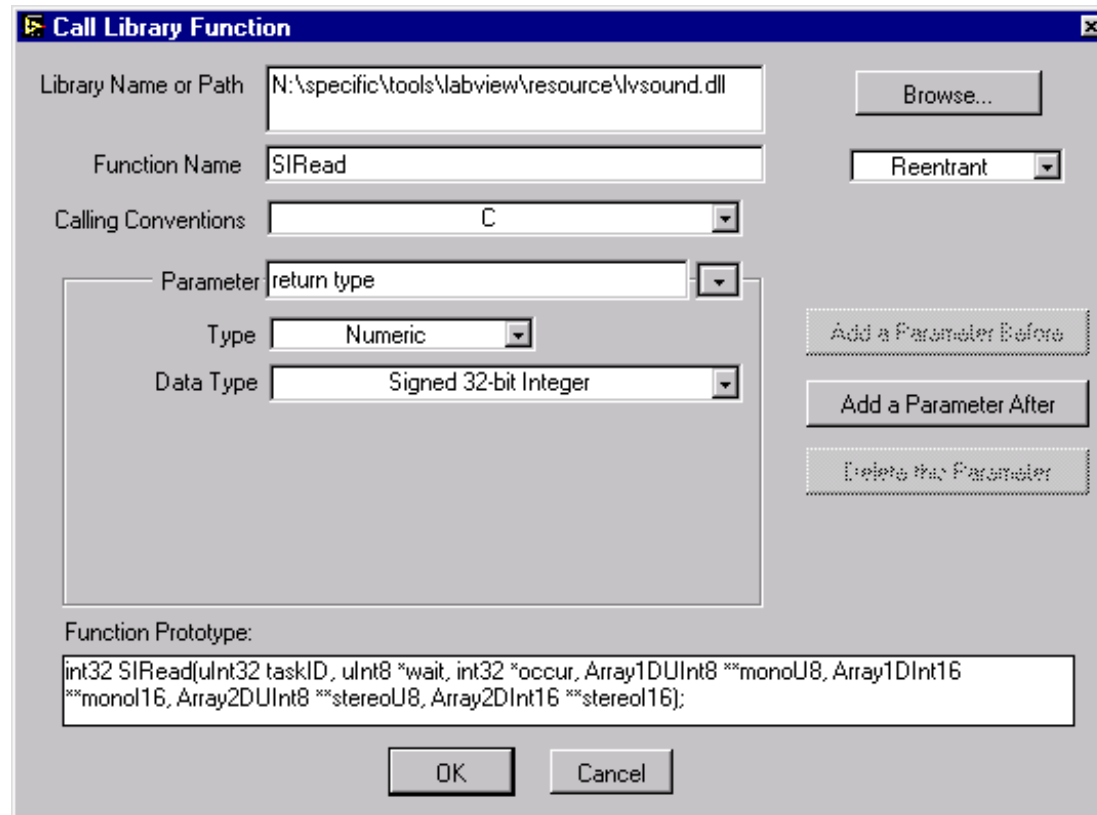 Call Library Function
Library Name or Path N:\specific\tools\labview\resource\lvsound.dll Browse...
Function Name SIRead Reentrant
Calling Conventions C
Parameter return type
Type Numeric
Data Type Signed 32-bit Integer
Add a Parameter Before
Add a Parameter After
Delete this Parameter
Function Prototype:
int32 SIRead(uInt32 taskID, uInt8 *wait, int32 *occur, Array1DUInt8 **monoU8, Array1DInt16
**monoI16, Array2DUInt8 **stereoU8, Array2DInt16 **stereoI16);
OK Cancel